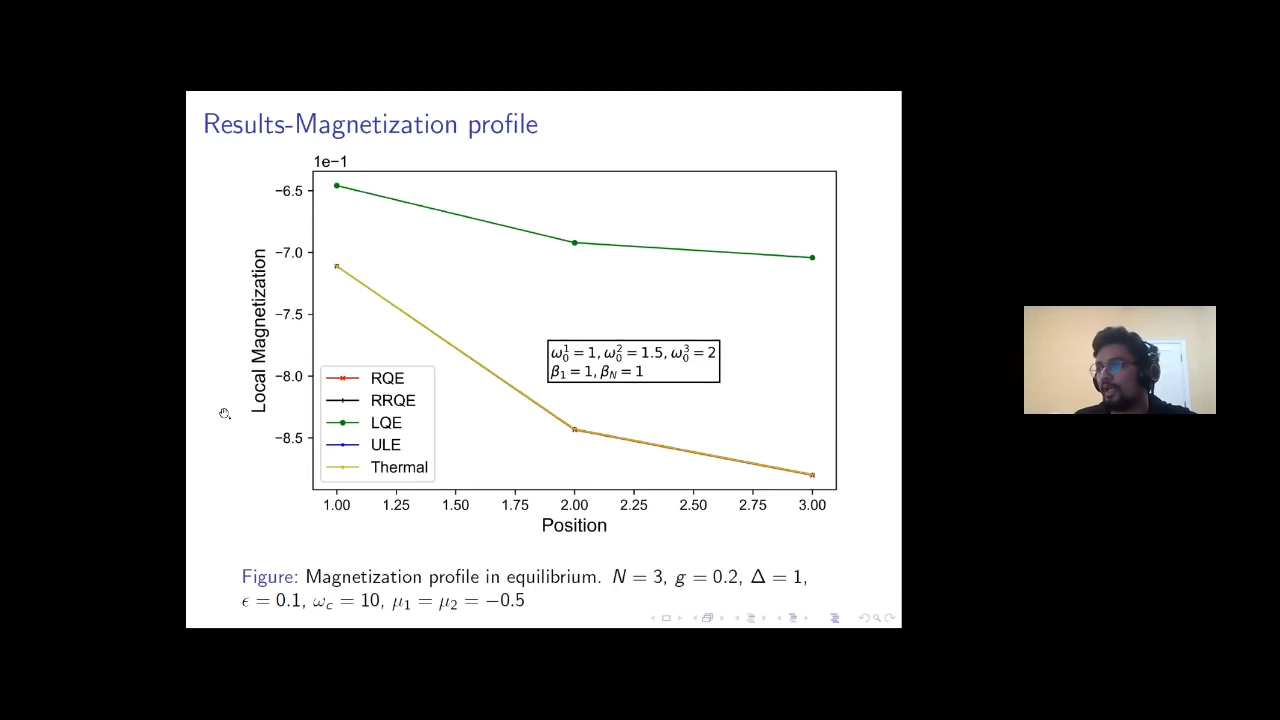 Results-Magnetization profile
1e−1
−6.5
−7.0
−7.5
−8.0
−8.5
Local Magnetization
ω₀¹ = 1, ω₀² = 1.5, ω₀³ = 2
β₁ = 1, β_N = 1
RQE
RRQE
LQE
ULE
Thermal
1.00 1.25 1.50 1.75 2.00 2.25 2.50 2.75 3.00
Position
Figure: Magnetization profile in equilibrium. N = 3, g = 0.2, Δ = 1,
ϵ = 0.1, ω_c = 10, μ₁ = μ₂ = −0.5